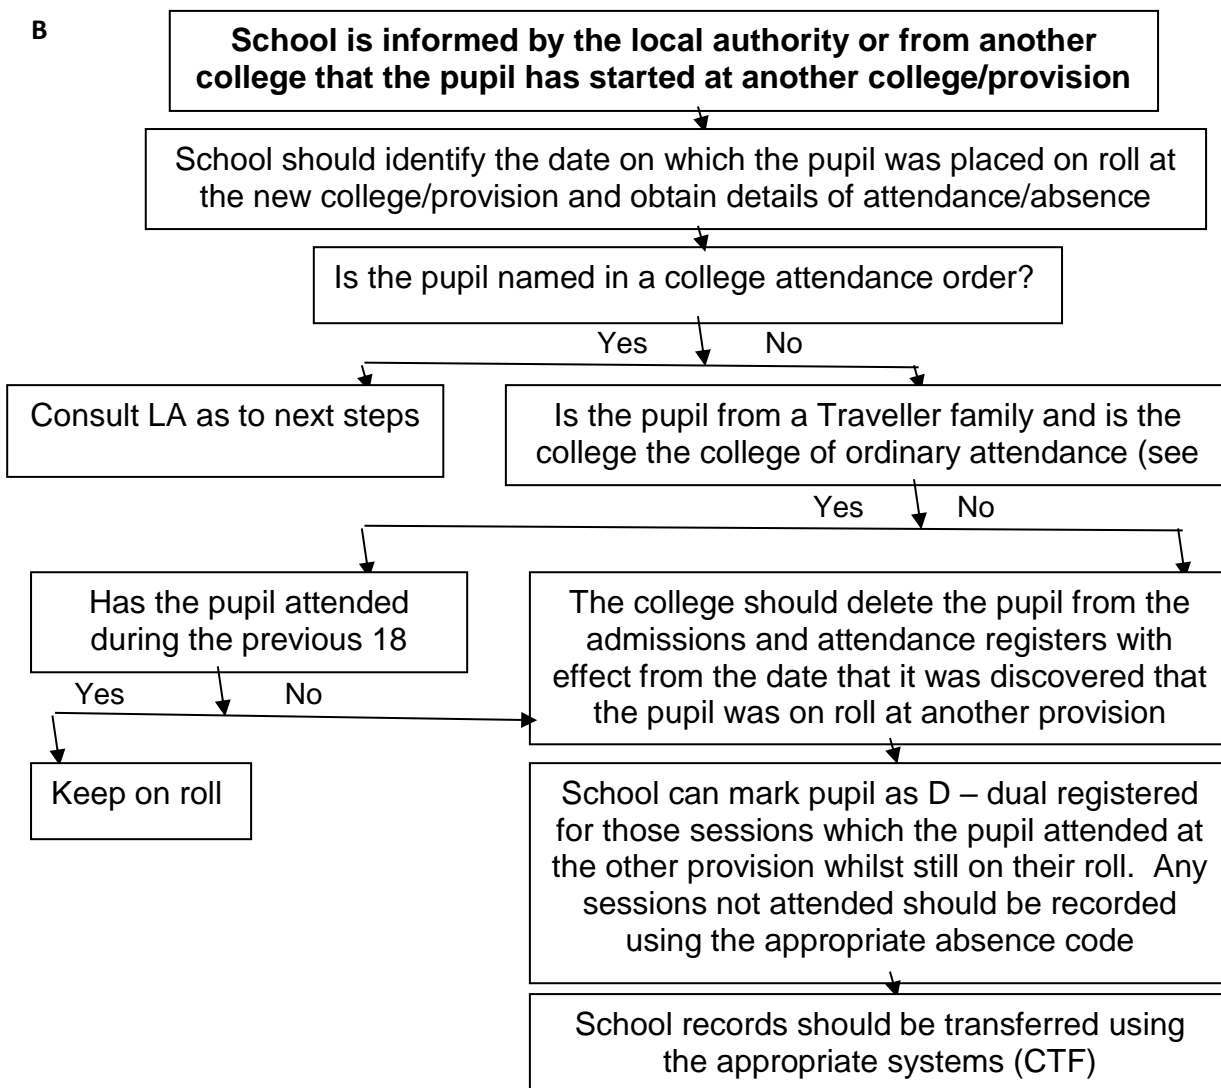 B
School is informed by the local authority or from another
college that the pupil has started at another college/provision
School should identify the date on which the pupil was placed on roll at
the new college/provision and obtain details of attendance/absence
Is the pupil named in a college attendance order?
Yes No
Consult LA as to next steps
Is the pupil from a Traveller family and is the
college the college of ordinary attendance (see
Yes No
Has the pupil attended
during the previous 18
The college should delete the pupil from the
admissions and attendance registers with
effect from the date that it was discovered that
the pupil was on roll at another provision
Yes No
Keep on roll
School can mark pupil as D – dual registered
for those sessions which the pupil attended at
the other provision whilst still on their roll.  Any
sessions not attended should be recorded
using the appropriate absence code
School records should be transferred using
the appropriate systems (CTF)